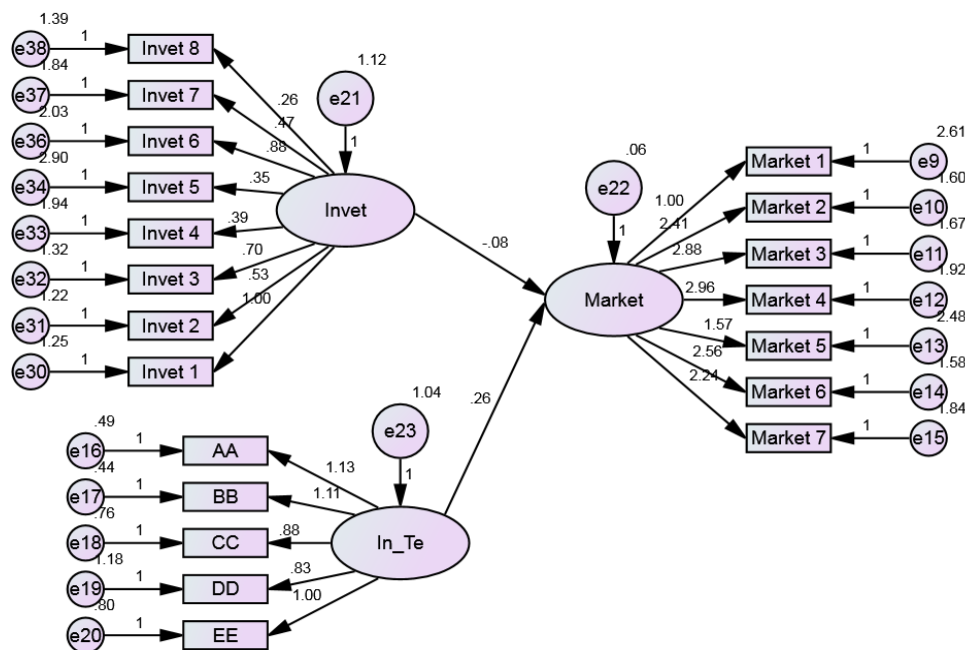 1.39
e38 1 Invet 8
1.84
e37 1 Invet 7
2.03
e36 1 Invet 6
2.90
e34 1 Invet 5
1.94
e33 1 Invet 4
1.32
e32 1 Invet 3
1.22
e31 1 Invet 2
1.25
e30 1 Invet 1
.26
.47
.88
.35
.39
.70
.53
1.00
1.12
e21
1
Invet
-.08
.06
e22
1
Market
1.00
2.41
2.88
2.96
1.57
2.56
2.24
2.61
Market 1 1 e9
1.60
Market 2 1 e10
1.67
Market 3 1 e11
1.92
Market 4 1 e12
2.48
Market 5 1 e13
1.58
Market 6 1 e14
1.84
Market 7 1 e15
.49
e16 1 AA
.44
e17 1 BB
.76
e18 1 CC
1.18
e19 1 DD
.80
e20 1 EE
1.13
1.11
.88
.83
1.00
1.04
e23
1
In_Te
.26